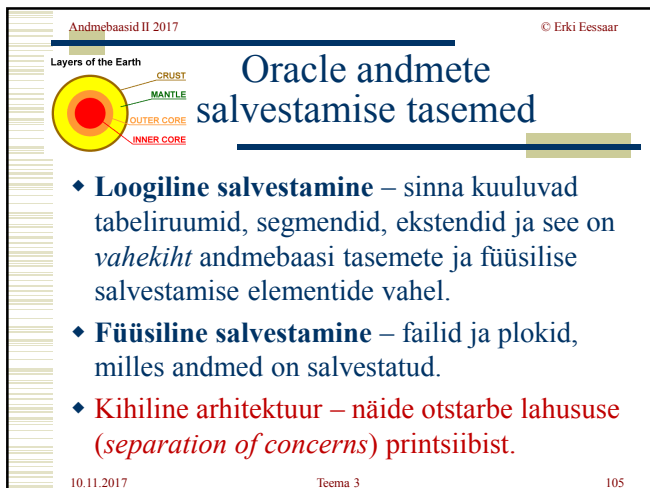 Andmebaasid II 2017
© Erki Eessaar
Layers of the Earth
CRUST
MANTLE
OUTER CORE
INNER CORE
Oracle andmete
salvestamise tasemed
Loogiline salvestamine – sinna kuuluvad
tabeliruumid, segmendid, ekstendid ja see on
vahekiht andmebaasi tasemete ja füüsilise
salvestamise elementide vahel.
Füüsiline salvestamine – failid ja plokid,
milles andmed on salvestatud.
Kihiline arhitektuur – näide otstarbe lahususe
(separation of concerns) printsiibist.
10.11.2017
Teema 3
105